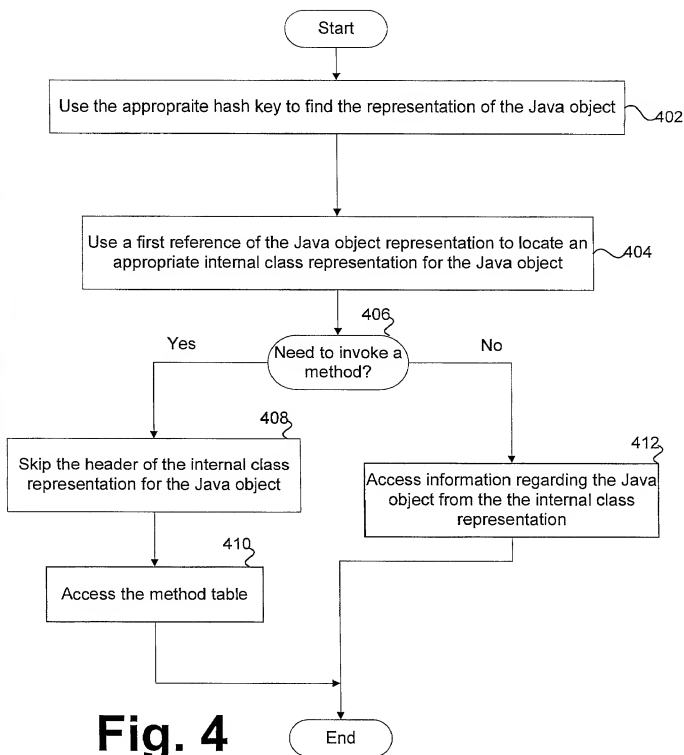 Start
Use the appropraite hash key to find the representation of the Java object
402
Use a first reference of the Java object representation to locate an
appropriate internal class representation for the Java object
404
406
Need to invoke a
method?
Yes
No
408
Skip the header of the internal class
representation for the Java object
412
Access information regarding the Java
object from the the internal class
representation
410
Access the method table
Fig. 4
End